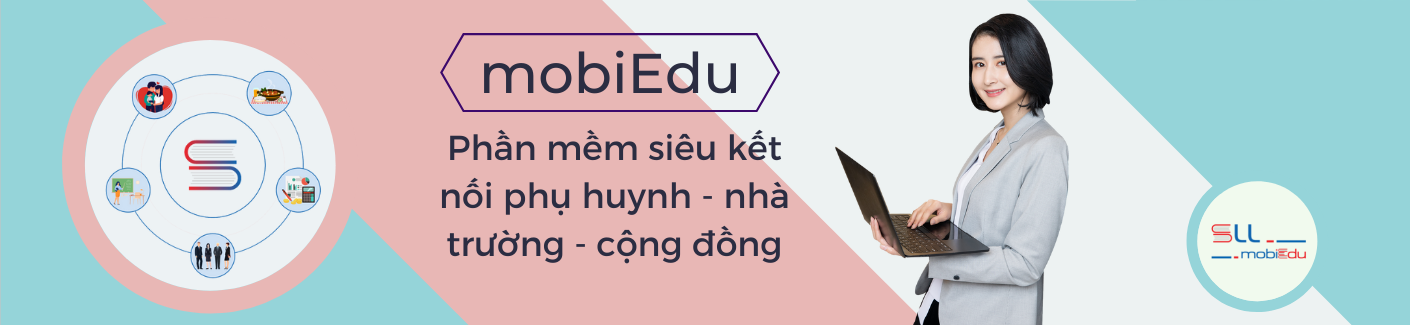 mobiEdu
Phần mềm siêu kết
nối phụ huynh - nhà
trường - cộng đồng
SLL
mobiEdu